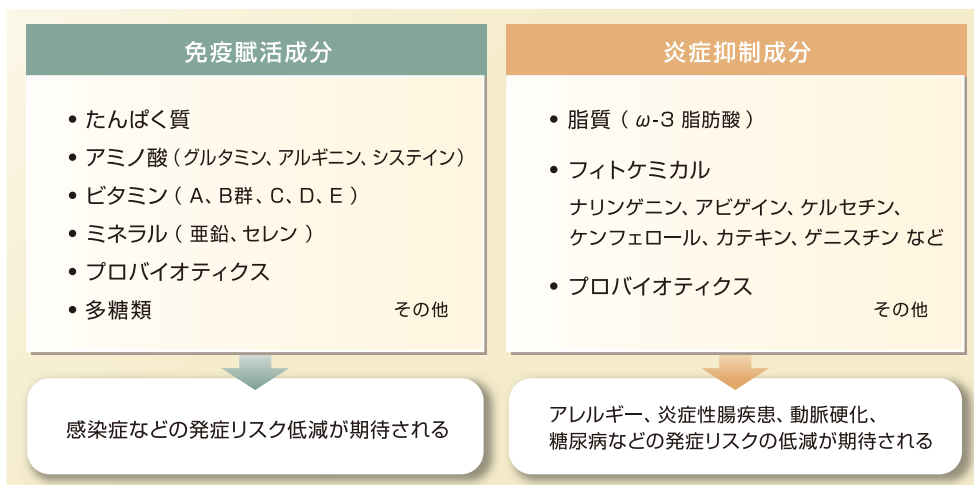 免疫賦活成分
• たんぱく質
• アミノ酸（グルタミン、アルギニン、システイン）
• ビタミン（ A、B群、C、D、E ）
• ミネラル（ 亜鉛、セレン ）
• プロバイオティクス
• 多糖類 その他
感染症などの発症リスク低減が期待される
炎症抑制成分
• 脂質（ ω-3 脂肪酸 ）
• フィトケミカル
ナリンゲニン、アビゲイン、ケルセチン、
ケンフェロール、カテキン、ゲニスチン など
• プロバイオティクス
その他
アレルギー、炎症性腸疾患、動脈硬化、
糖尿病などの発症リスクの低減が期待される